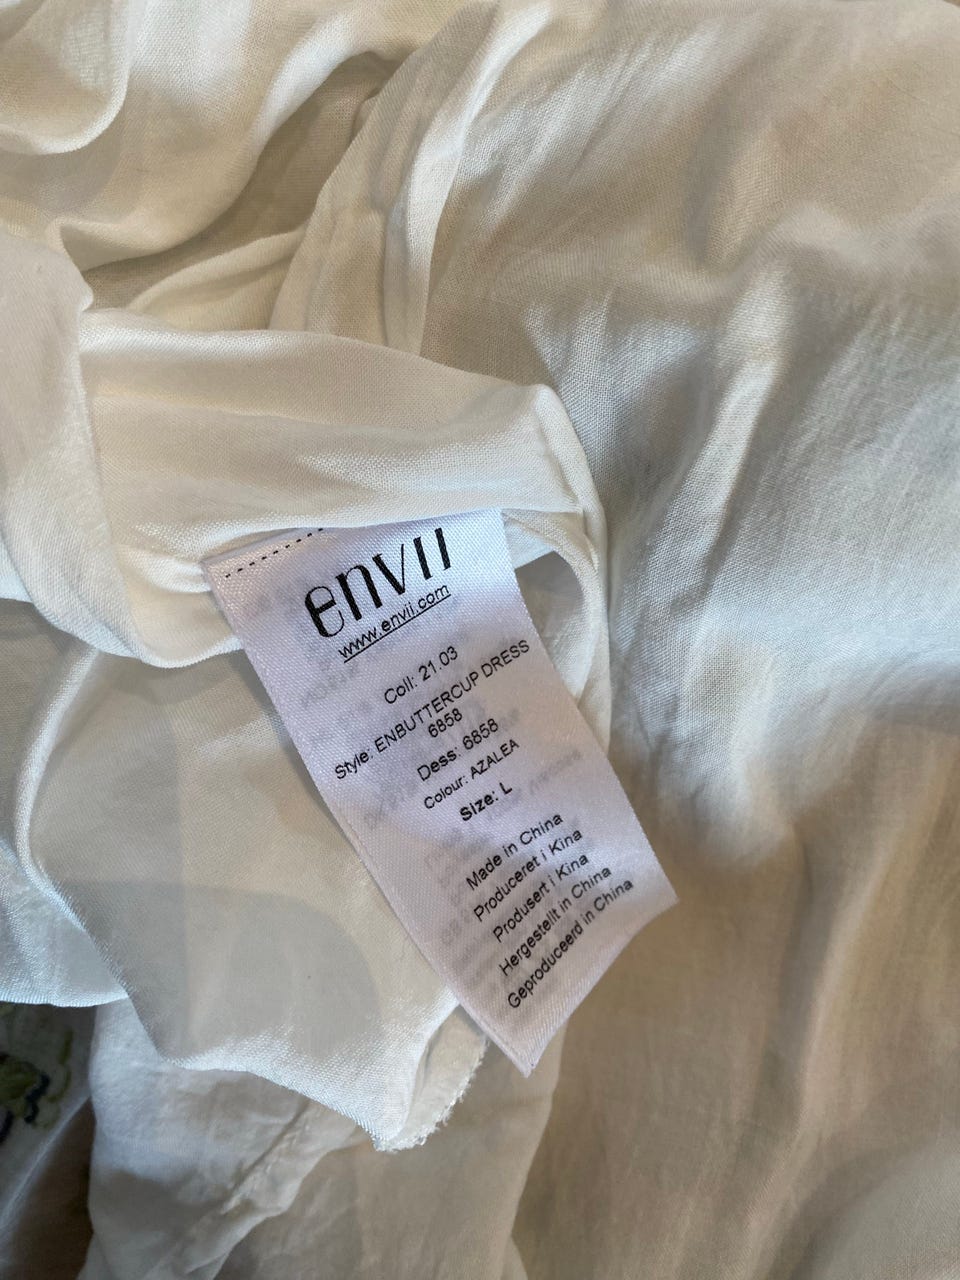 envii
www.envii.com
Coll: 21.03
Style: ENBUTTERCUP DRESS
6858
Dess: 6858
Colour: AZALEA
Size: L
Made in China
Produceret i Kina
Produsert i Kina
Hergestellt in China
Geproduceerd in China